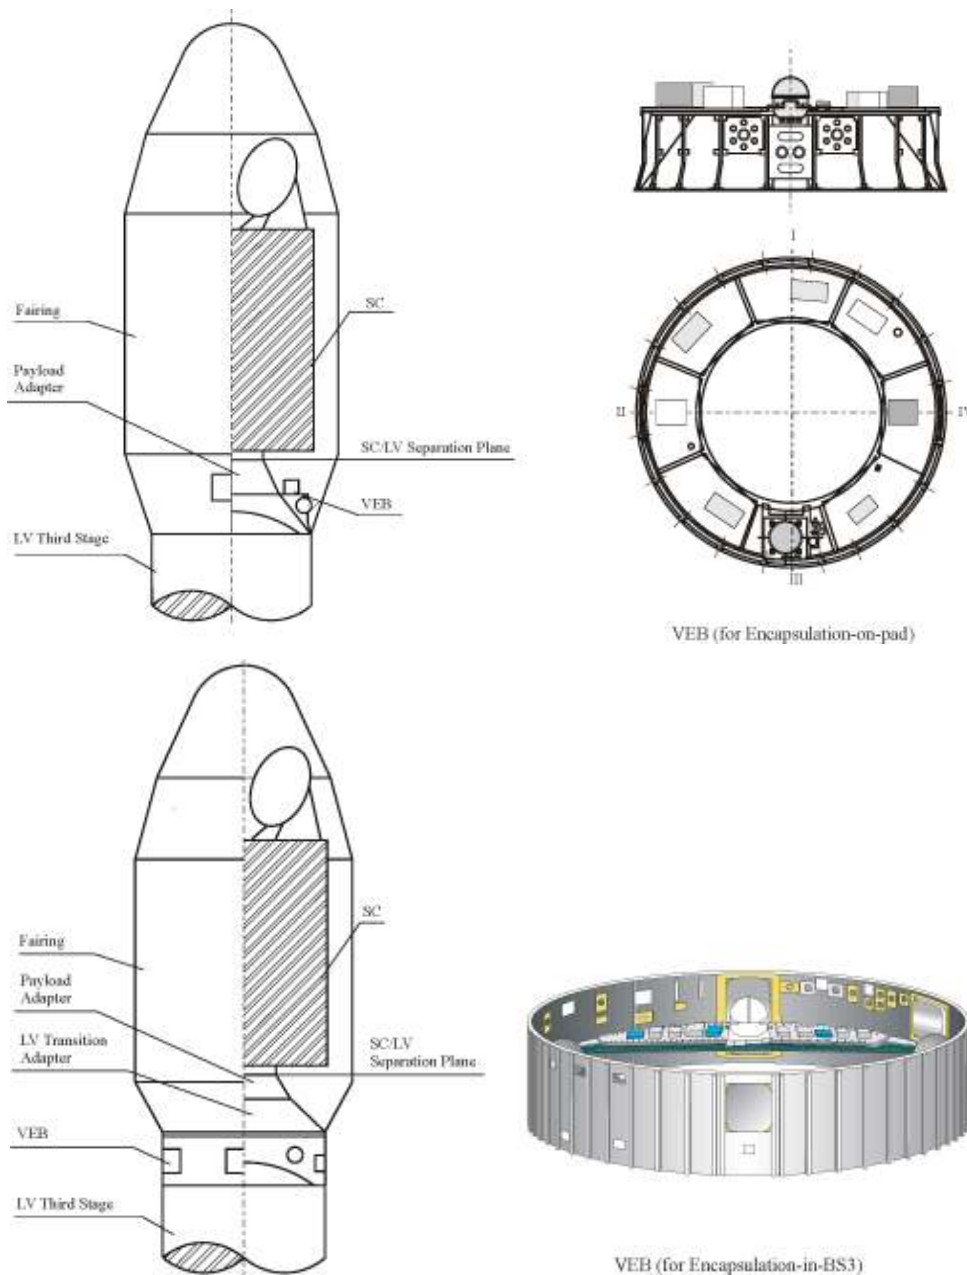 I
Fairing
SC
Payload
Adapter
II
IV
SC/LV Separation Plane
VEB
LV Third Stage
III
VEB (for Encapsulation-on-pad)
SC
Fairing
Payload
Adapter
LV Transition
Adapter
SC/LV
Separation Plane
VEB
LV Third Stage
VEB (for Encapsulation-in-BS3)